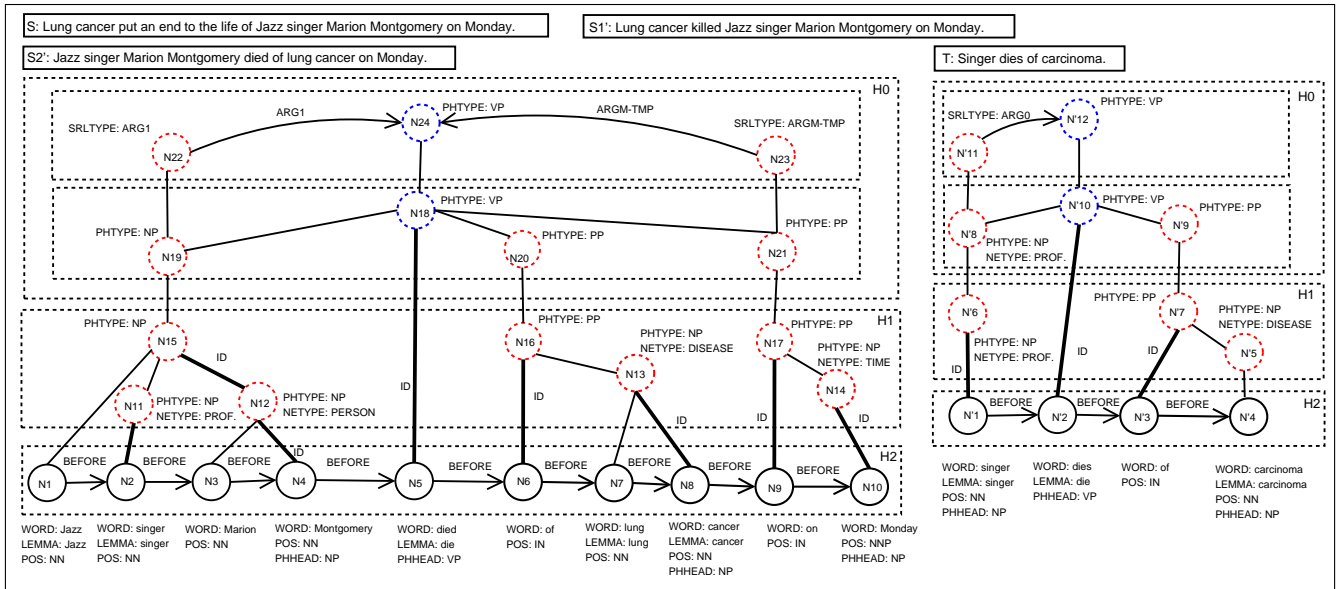 S: Lung cancer put an end to the life of Jazz singer Marion Montgomery on Monday.
S1': Lung cancer killed Jazz singer Marion Montgomery on Monday.
S2': Jazz singer Marion Montgomery died of lung cancer on Monday.
T: Singer dies of carcinoma.
H0
ARG1
ARGM-TMP
PHTYPE: VP
N24
SRLTYPE: ARG1
SRLTYPE: ARGM-TMP
N22
N23
N18
PHTYPE: VP
PHTYPE: NP
PHTYPE: PP
PHTYPE: PP
N19
N20
N21
H1
PHTYPE: NP
N15
ID
PHTYPE: PP
N16
PHTYPE: NP
NETYPE: DISEASE
N13
PHTYPE: PP
N17
PHTYPE: NP
NETYPE: TIME
N14
N11
PHTYPE: NP
NETYPE: PROF.
N12
PHTYPE: NP
NETYPE: PERSON
ID
ID
ID
ID
ID
ID
H2
BEFORE
BEFORE
BEFORE
BEFORE
BEFORE
BEFORE
BEFORE
BEFORE
BEFORE
N1
N2
N3
N4
N5
N6
N7
N8
N9
N10
WORD: Jazz
LEMMA: Jazz
POS: NN
WORD: singer
LEMMA: singer
POS: NN
WORD: Marion
POS: NN
WORD: Montgomery
POS: NN
PHHEAD: NP
WORD: died
LEMMA: die
PHHEAD: VP
WORD: of
POS: IN
WORD: lung
LEMMA: lung
POS: NN
WORD: cancer
LEMMA: cancer
POS: NN
PHHEAD: NP
WORD: on
POS: IN
WORD: Monday
POS: NNP
PHHEAD: NP
H0
PHTYPE: VP
SRLTYPE: ARG0
N'12
N'11
PHTYPE: VP
N'10
PHTYPE: PP
N'9
N'8
PHTYPE: NP
NETYPE: PROF.
H1
N'6
PHTYPE: NP
NETYPE: PROF.
PHTYPE: PP
N'7
PHTYPE: NP
NETYPE: DISEASE
N'5
ID
ID
ID
H2
BEFORE
BEFORE
BEFORE
N'1
N'2
N'3
N'4
WORD: singer
LEMMA: singer
POS: NN
PHHEAD: NP
WORD: dies
LEMMA: die
PHHEAD: VP
WORD: of
POS: IN
WORD: carcinoma
LEMMA: carcinoma
POS: NN
PHHEAD: NP